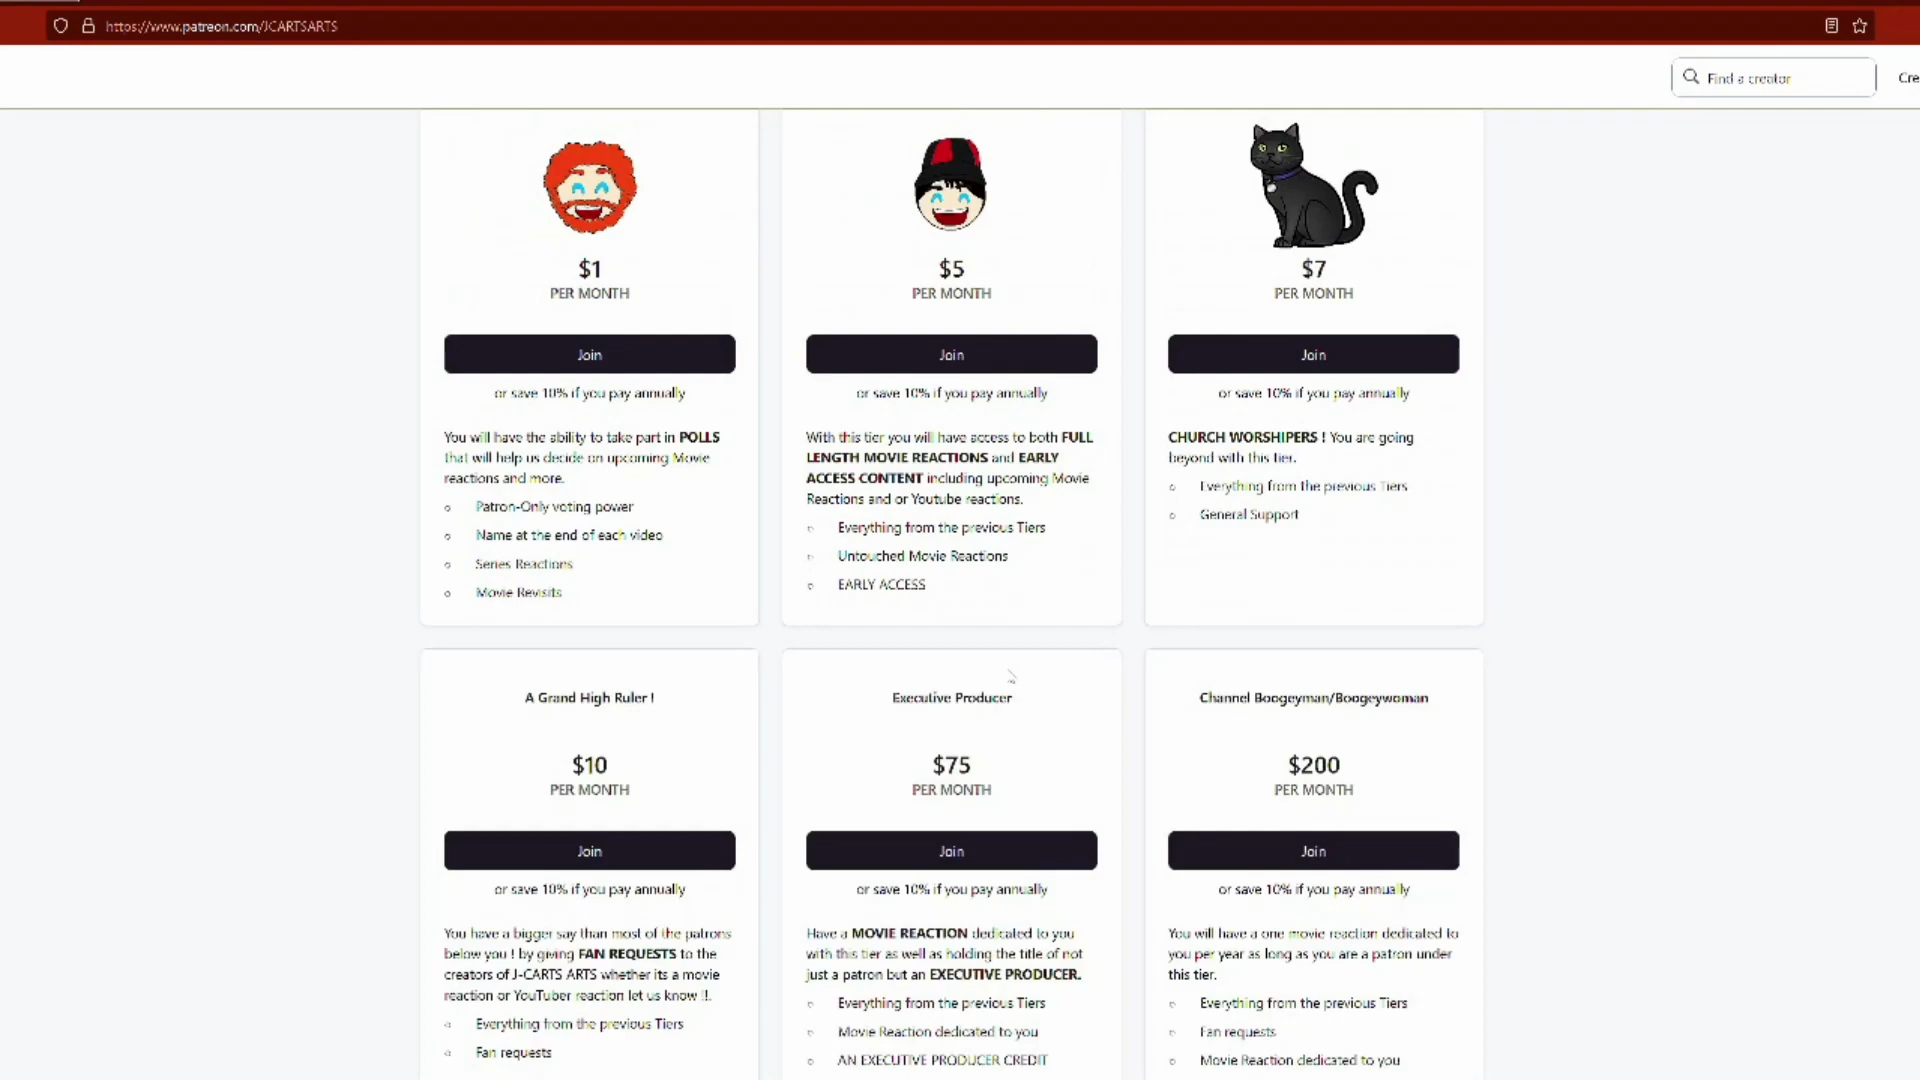 https://www.patreon.com/JCARTSARTS
Find a creator
Cre
$1
PER MONTH
Join
or save 10% if you pay annually
You will have the ability to take part in POLLS
that will help us decide on upcoming Movie
reactions and more.
Patron-Only voting power
Name at the end of each video
Series Reactions
Movie Revisits
$5
PER MONTH
Join
or save 10% if you pay annually
With this tier you will have access to both FULL
LENGTH MOVIE REACTIONS and EARLY
ACCESS CONTENT including upcoming Movie
Reactions and or Youtube reactions.
Everything from the previous Tiers
Untouched Movie Reactions
EARLY ACCESS
$7
PER MONTH
Join
or save 10% if you pay annually
CHURCH WORSHIPERS ! You are going
beyond with this tier.
Everything from the previous Tiers
General Support
A Grand High Ruler !
$10
PER MONTH
Join
or save 10% if you pay annually
You have a bigger say than most of the patrons
below you ! by giving FAN REQUESTS to the
creators of J-CARTS ARTS whether its a movie
reaction or YouTuber reaction let us know !!.
Everything from the previous Tiers
Fan requests
Executive Producer
$75
PER MONTH
Join
or save 10% if you pay annually
Have a MOVIE REACTION dedicated to you
with this tier as well as holding the title of not
just a patron but an EXECUTIVE PRODUCER.
Everything from the previous Tiers
Movie Reaction dedicated to you
AN EXECUTIVE PRODUCER CREDIT
Channel Boogeyman/Boogeywoman
$200
PER MONTH
Join
or save 10% if you pay annually
You will have a one movie reaction dedicated to
you per year as long as you are a patron under
this tier.
Everything from the previous Tiers
Fan requests
Movie Reaction dedicated to you